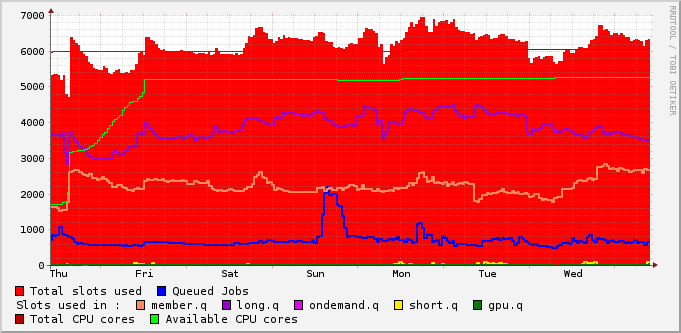 7000
6000
5000
4000
3000
2000
1000
0
Thu Fri Sat Sun Mon Tue Wed
Total slots used Queued Jobs
Slots used in : member.q long.q ondemand.q short.q gpu.q
Total CPU cores Available CPU cores
RRDTOOL / TOBI OETIKER